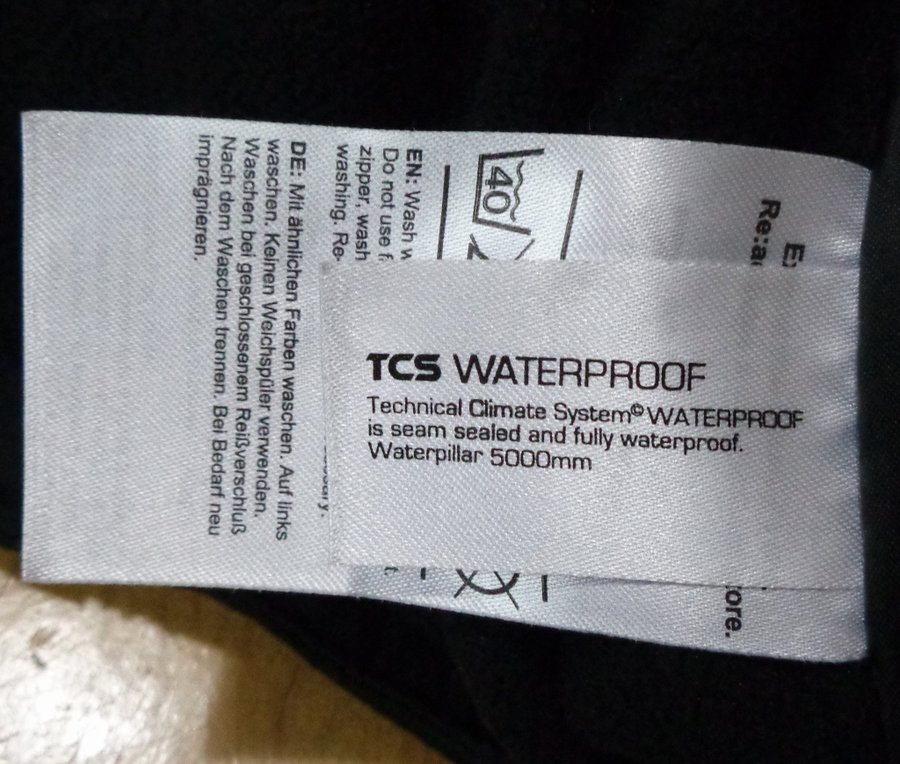 TCS WATERPROOF
Technical Climate System© WATERPROOF
is seam sealed and fully waterproof.
Waterpillar 5000mm
Re:
40
EN: Wash
Do not use
zipper, wash
washing. Re-
DE: Mit ähnlichen Farben waschen. Auf links
waschen. Keinen Weichspüler verwenden.
Waschen bei geschlossenem Reißverschluß
Nach dem Waschen trennen. Bei Bedarf neu
imprägnieren.